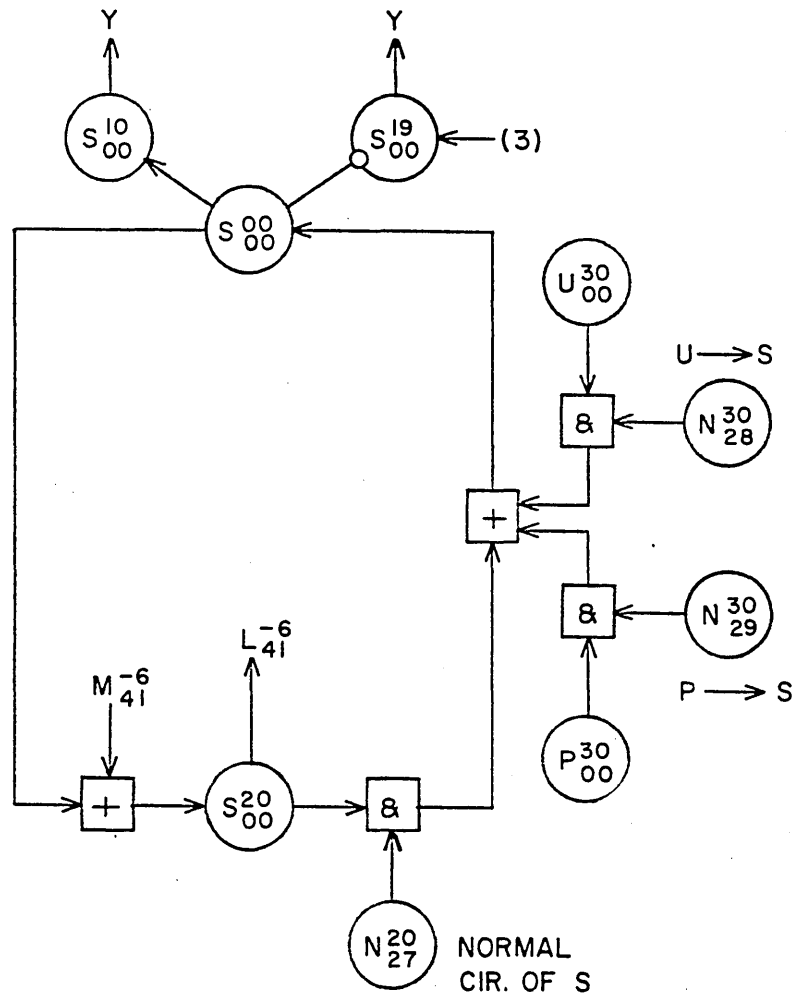 Y Y
S 10 00
S 19 00
(3)
S 00 00
U 30 00
U → S
&
N 30 28
+
&
N 30 29
L -6 41
M -6 41
P → S
P 30 00
+
S 20 00
&
N 20 27
NORMAL
CIR. OF S